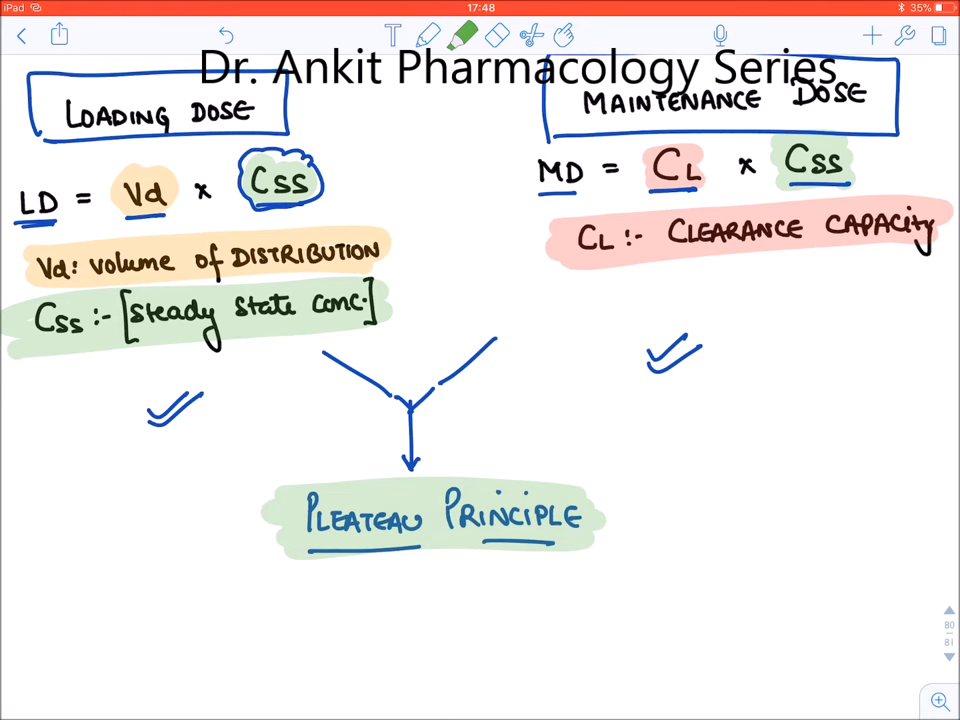 iPad
17:48
35%
T
Dr. Ankit Pharmacology Series
LOADING DOSE
LD = Vd x Css
Vd: Volume of DISTRIBUTION
Css :- [Steady state conc.]
MAINTENANCE DOSE
MD = CL x Css
CL :- CLEARANCE CAPACITY
PLEATEAU PRINCIPLE
80
81